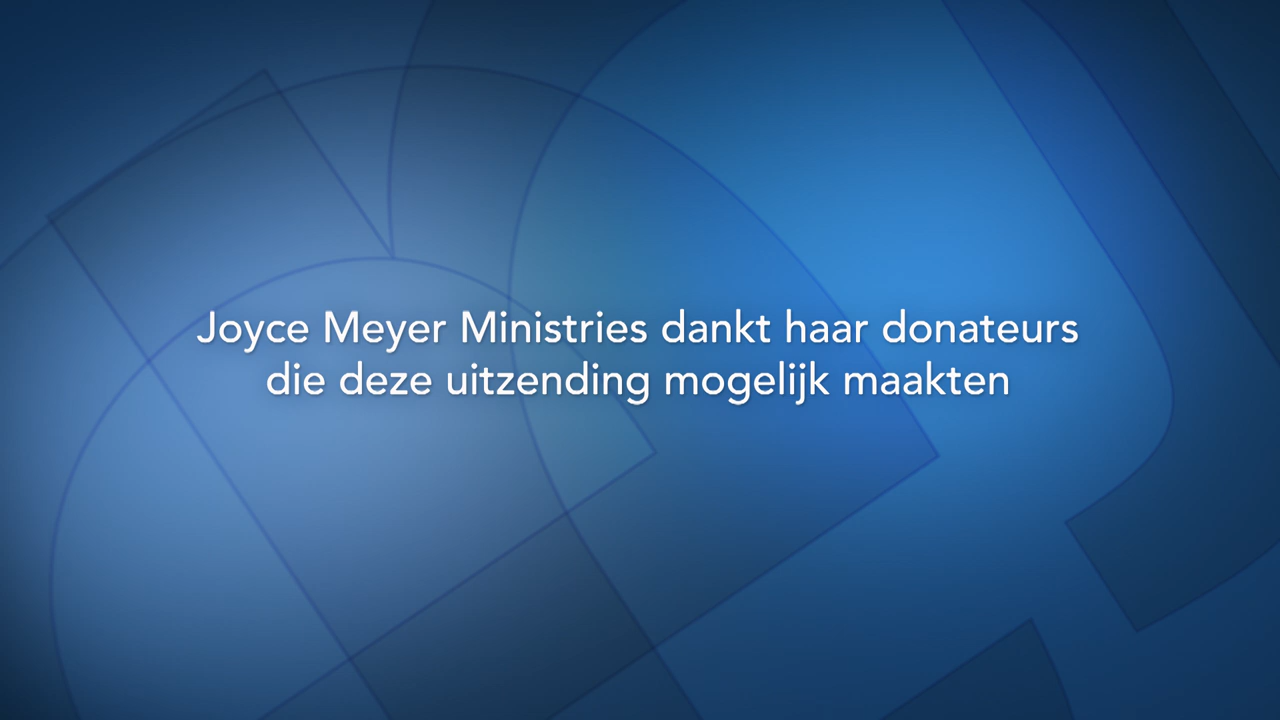 Joyce Meyer Ministries dankt haar donateurs
die deze uitzending mogelijk maakten